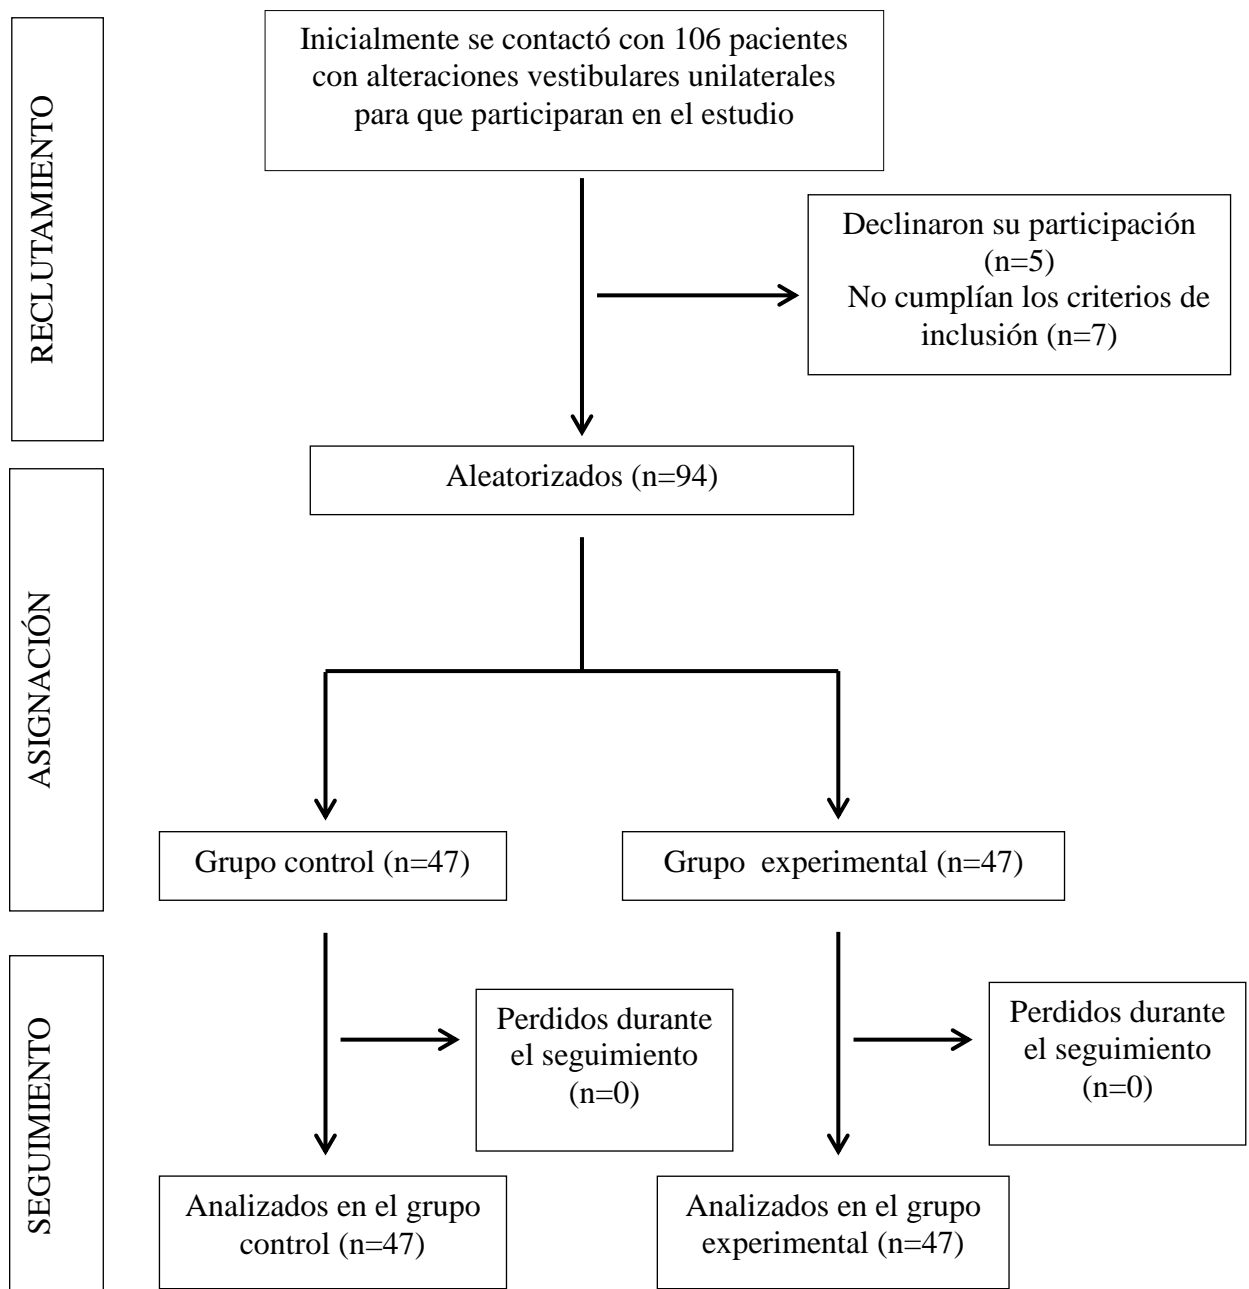 RECLUTAMIENTO
Inicialmente se contactó con 106 pacientes
con alteraciones vestibulares unilaterales
para que participaran en el estudio
Declinaron su participación
(n=5)
No cumplían los criterios de
inclusión (n=7)
Aleatorizados (n=94)
ASIGNACIÓN
Grupo control (n=47)
Grupo experimental (n=47)
SEGUIMIENTO
Perdidos durante
el seguimiento
(n=0)
Perdidos durante
el seguimiento
(n=0)
Analizados en el grupo
control (n=47)
Analizados en el grupo
experimental (n=47)